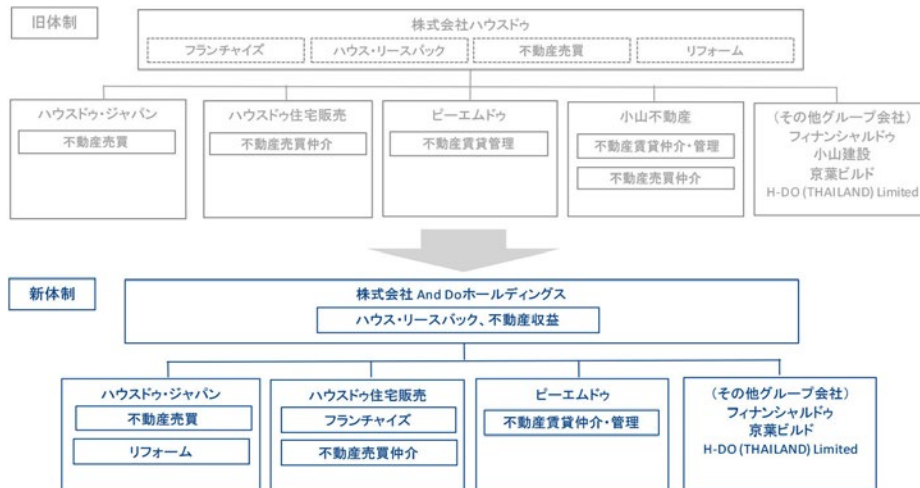 旧体制
株式会社ハウスドゥ
フランチャイズ
ハウス・リースバック
不動産売買
リフォーム
ハウスドゥ・ジャパン
不動産売買
ハウスドゥ住宅販売
不動産売買仲介
ピーエムドゥ
不動産賃貸管理
小山不動産
不動産賃貸仲介・管理
不動産売買仲介
（その他グループ会社）
フィナンシャルドゥ
小山建設
京葉ビルド
H-DO (THAILAND) Limited
新体制
株式会社 And Doホールディングス
ハウス・リースバック、不動産収益
ハウスドゥ・ジャパン
不動産売買
リフォーム
ハウスドゥ住宅販売
フランチャイズ
不動産売買仲介
ピーエムドゥ
不動産賃貸仲介・管理
（その他グループ会社）
フィナンシャルドゥ
京葉ビルド
H-DO (THAILAND) Limited